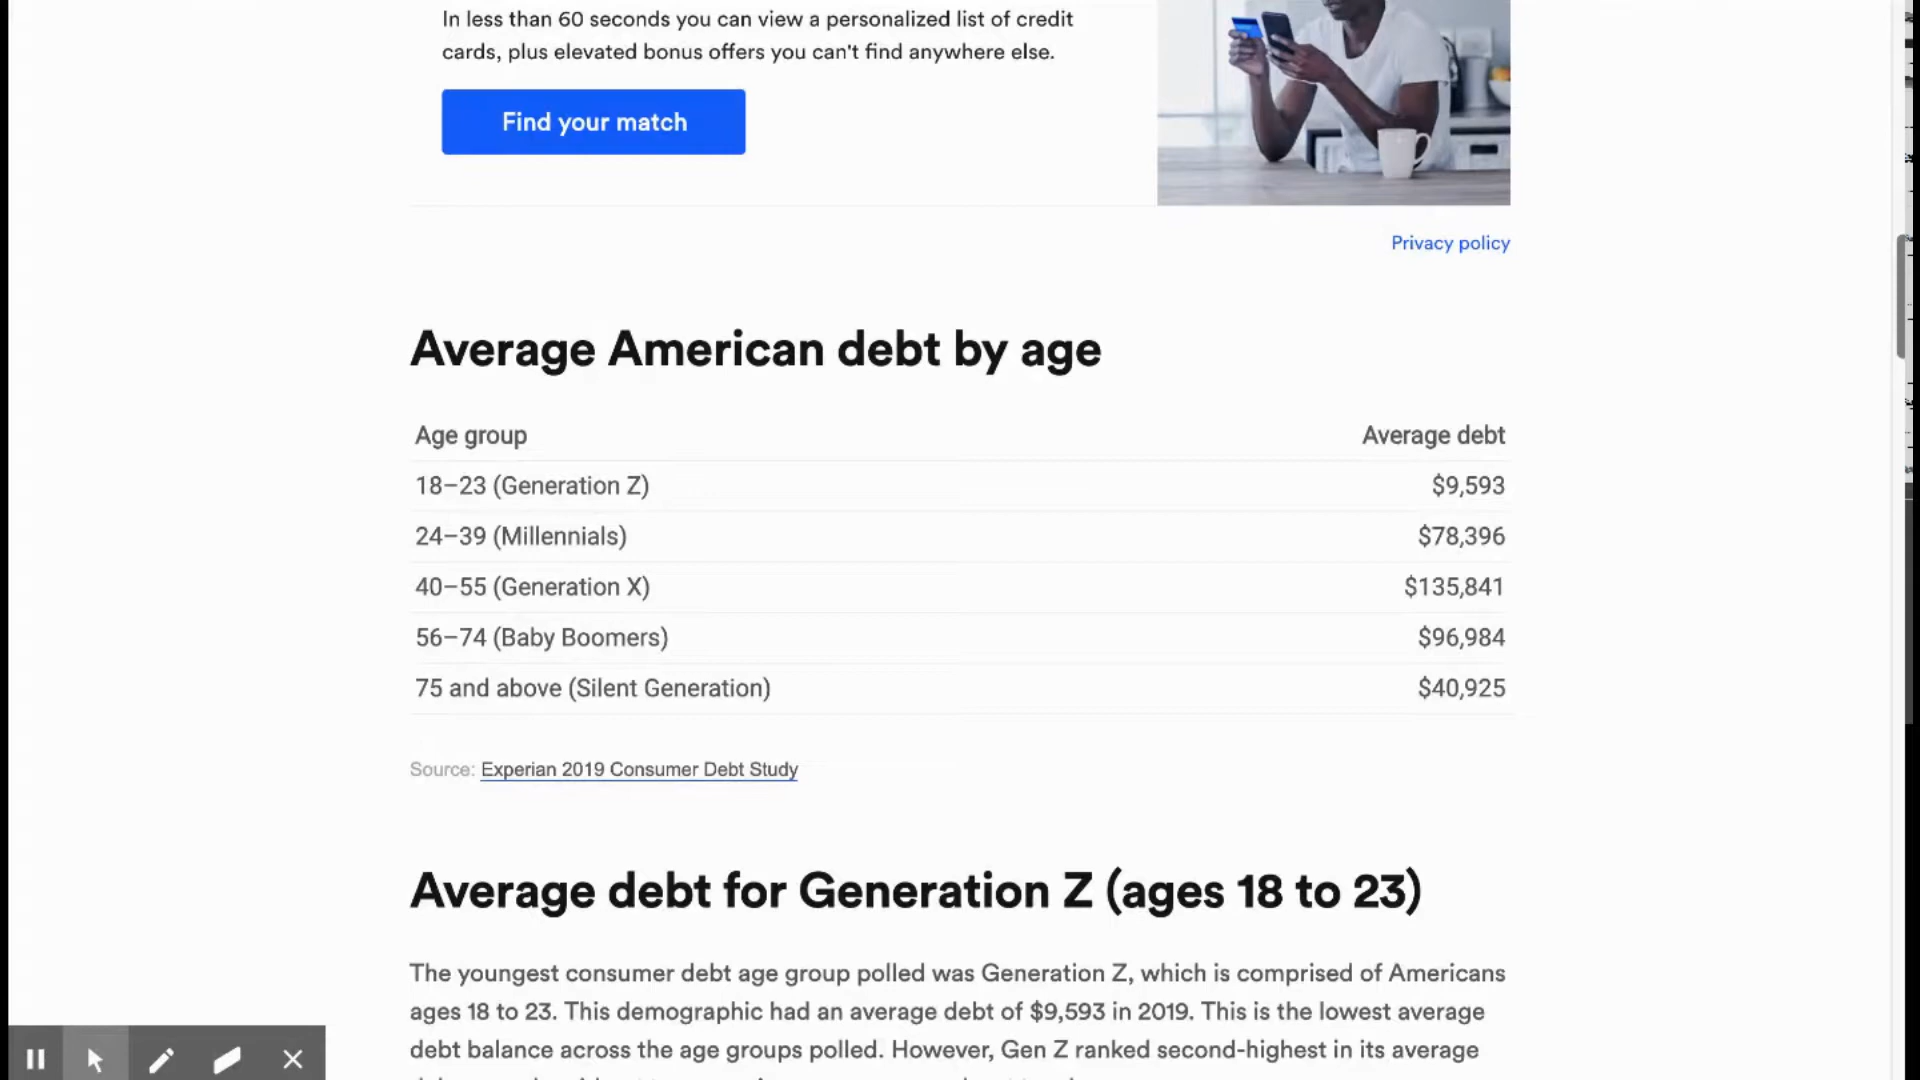 In less than 60 seconds you can view a personalized list of credit
cards, plus elevated bonus offers you can't find anywhere else.
Find your match
Privacy policy
Average American debt by age
Age group Average debt
18–23 (Generation Z) $9,593
24–39 (Millennials) $78,396
40–55 (Generation X) $135,841
56–74 (Baby Boomers) $96,984
75 and above (Silent Generation) $40,925
Source: Experian 2019 Consumer Debt Study
Average debt for Generation Z (ages 18 to 23)
The youngest consumer debt age group polled was Generation Z, which is comprised of Americans
ages 18 to 23. This demographic had an average debt of $9,593 in 2019. This is the lowest average
debt balance across the age groups polled. However, Gen Z ranked second-highest in its average